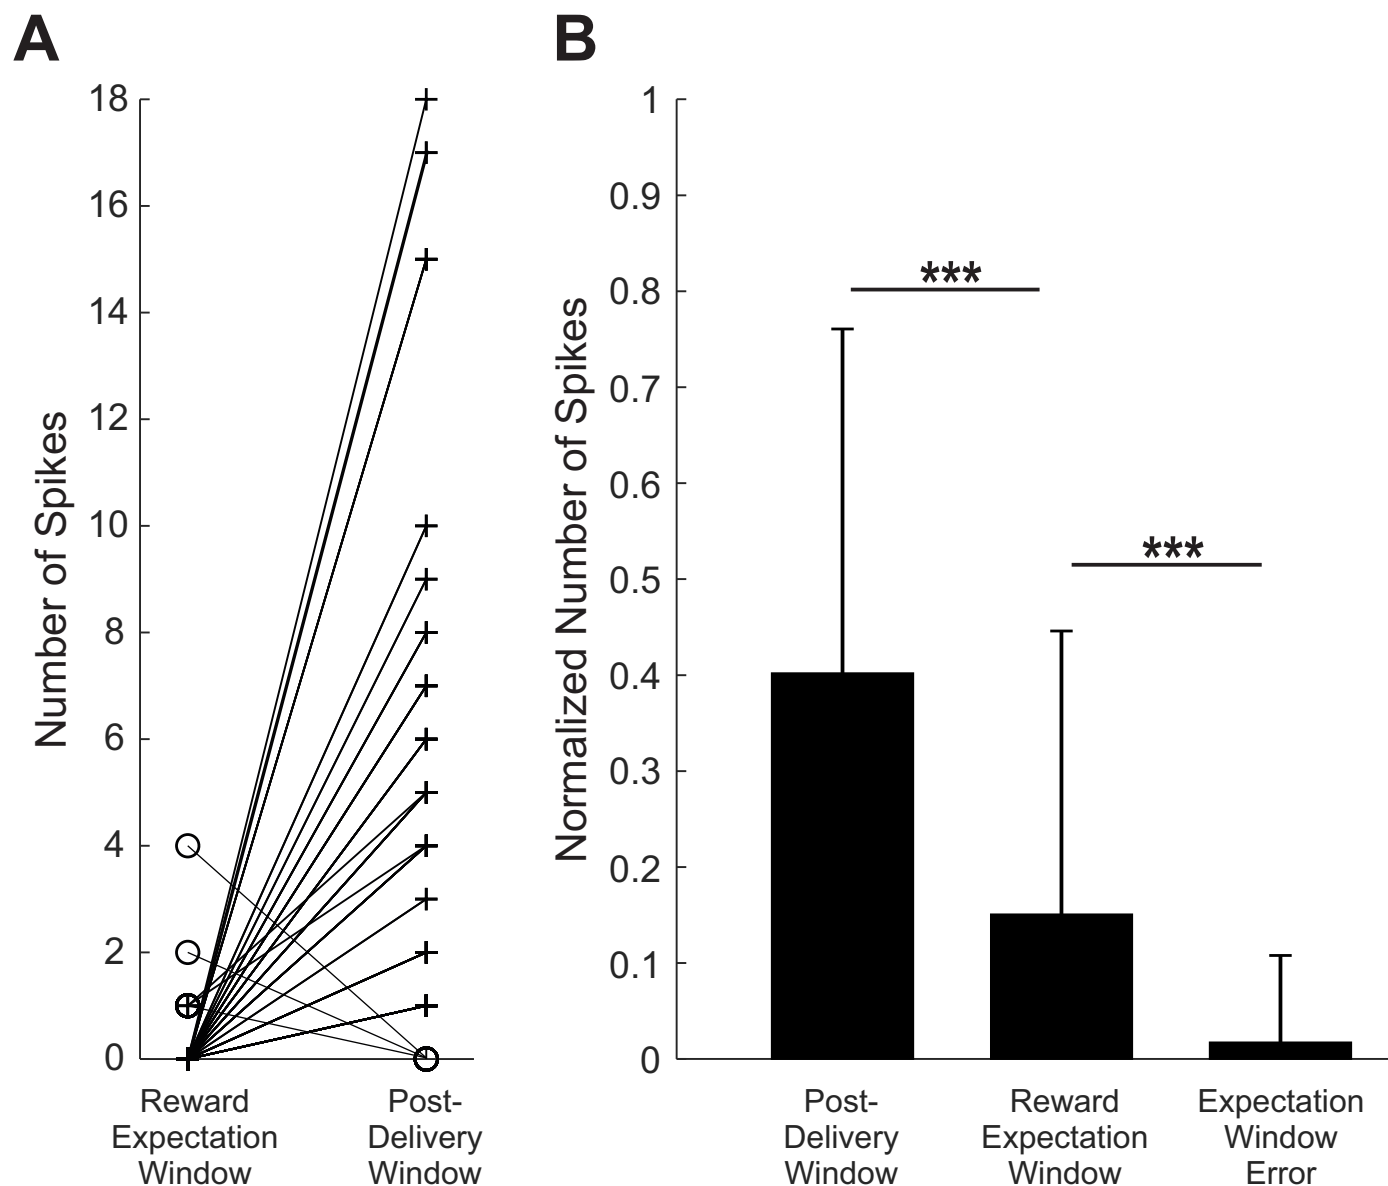 A
B
18
16
14
12
10
8
6
4
2
0
Number of Spikes
Reward
Expectation
Window
Post-
Delivery
Window
1
0.9
0.8
0.7
0.6
0.5
0.4
0.3
0.2
0.1
0
Normalized Number of Spikes
***
***
Post-
Delivery
Window
Reward
Expectation
Window
Expectation
Window
Error